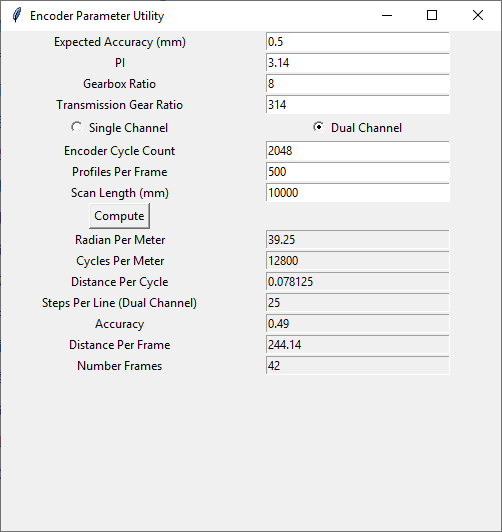 Encoder Parameter Utility
Expected Accuracy (mm) 0.5
PI 3.14
Gearbox Ratio 8
Transmission Gear Ratio 314
Single Channel Dual Channel
Encoder Cycle Count 2048
Profiles Per Frame 500
Scan Length (mm) 10000
Compute
Radian Per Meter 39.25
Cycles Per Meter 12800
Distance Per Cycle 0.078125
Steps Per Line (Dual Channel) 25
Accuracy 0.49
Distance Per Frame 244.14
Number Frames 42